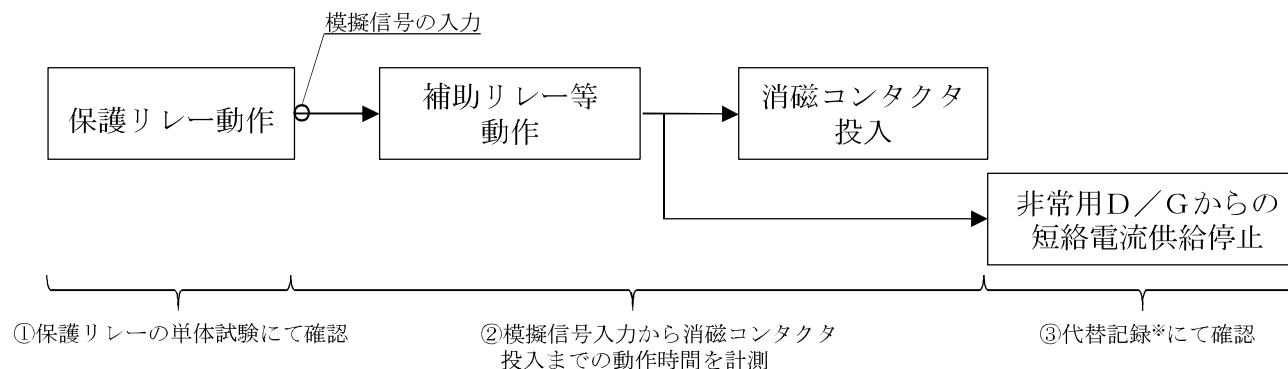 模擬信号の入力
保護リレー動作
補助リレー等
動作
消磁コンタクタ
投入
非常用D/Gからの
短絡電流供給停止
①保護リレーの単体試験にて確認
②模擬信号入力から消磁コンタクタ
投入までの動作時間を計測
③代替記録※にて確認